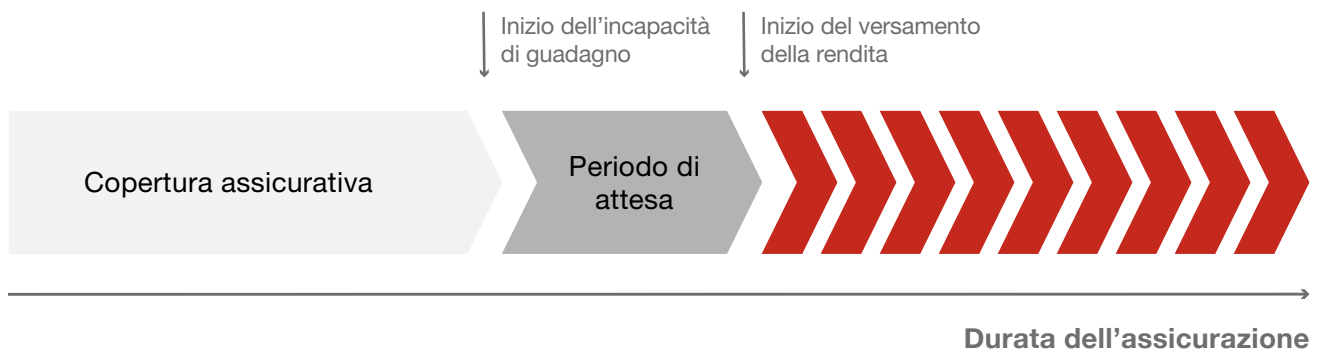 Inizio dell’incapacità
di guadagno
Inizio del versamento
della rendita
Copertura assicurativa
Periodo di
attesa
Durata dell’assicurazione